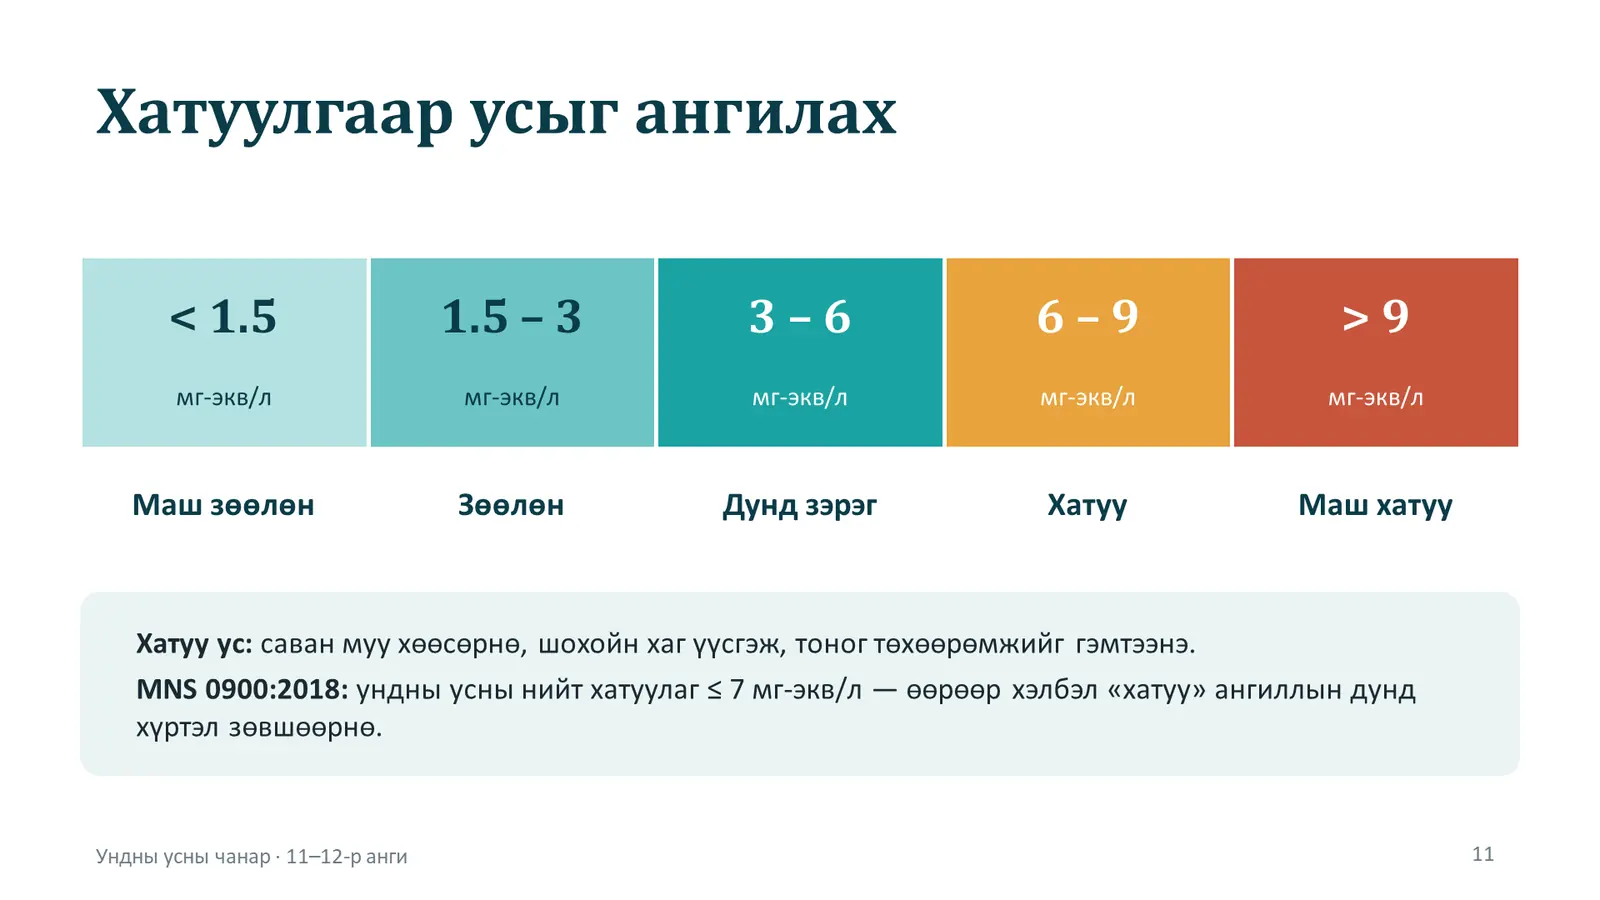 Хатуулгаар усыг ангилах
< 1.5
1.5 – 3
3 – 6
6 – 9
> 9
мг-экв/л
мг-экв/л
мг-экв/л
мг-экв/л
мг-экв/л
Маш зөөлөн
Зөөлөн
Дунд зэрэг
Хатуу
Маш хатуу
Хатуу ус: саван муу хөөсөрнө, шохойн хаг үүсгэж, тоног төхөөрөмжийг гэмтээнэ.
MNS 0900:2018: ундны усны нийт хатуулаг ≤ 7 мг-экв/л — өөрөөр хэлбэл «хатуу» ангиллын дунд
хүртэл зөвшөөрнө.
Ундны усны чанар · 11–12-р анги
11